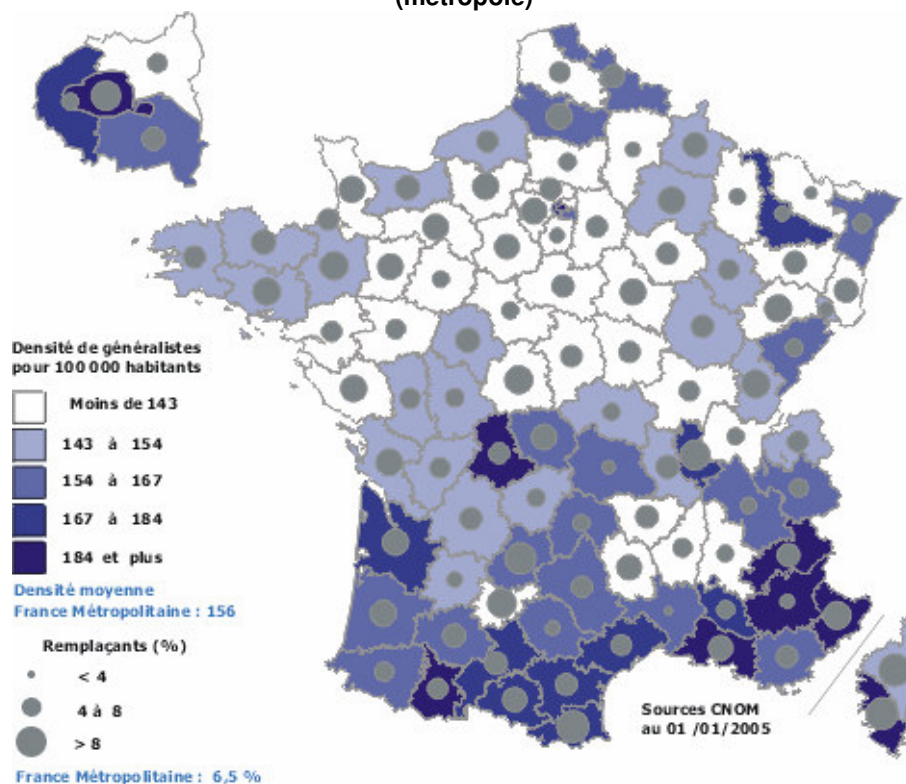 (métropole)
Densité de généralistes
pour 100 000 habitants
Moins de 143
143 à 154
154 à 167
167 à 184
184 et plus
Densité moyenne
France Métropolitaine : 156
Remplaçants (%)
< 4
4 à 8
> 8
France Métropolitaine : 6,5 %
Sources CNOM
au 01 /01/2005